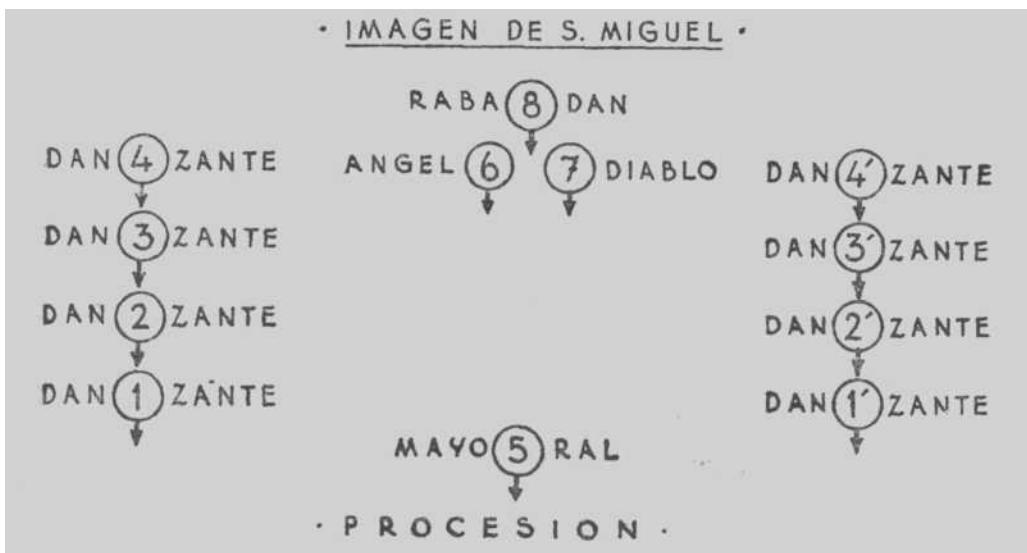 · IMAGEN DE S. MIGUEL ·
RABA 8 DAN
ANGEL 6 7 DIABLO
DAN 4 ZANTE
DAN 3 ZANTE
DAN 2 ZANTE
DAN 1 ZANTE
DAN 4´ ZANTE
DAN 3´ ZANTE
DAN 2´ ZANTE
DAN 1´ ZANTE
MAYO 5 RAL
· PROCESION ·